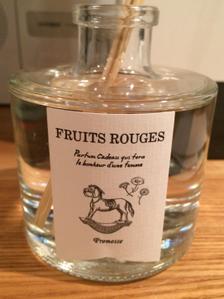 FRUITS ROUGES
Parfum Cadeau qui fera
le bonheur d'une femme
Promesse